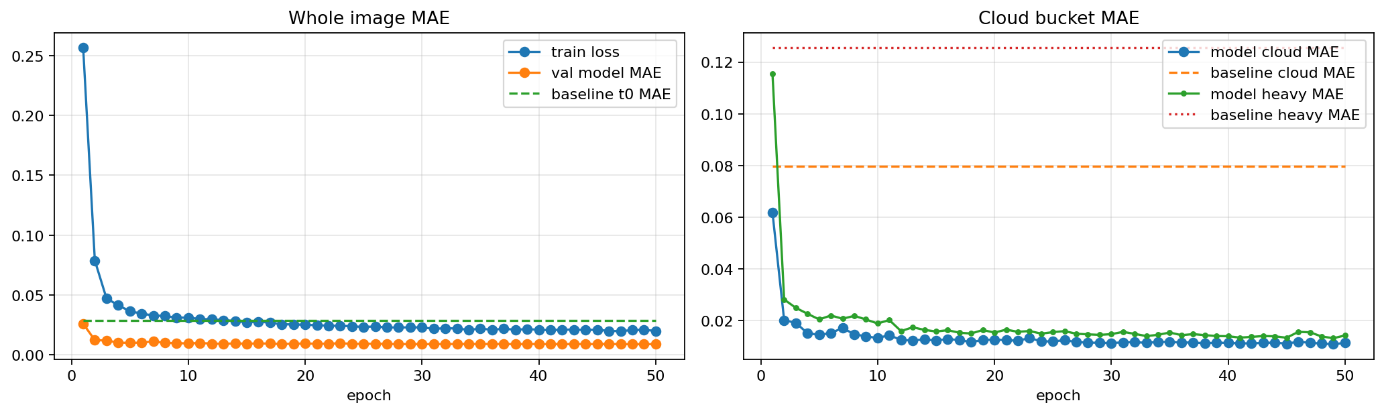 Whole image MAE
0.25
0.20
0.15
0.10
0.05
0.00
train loss
val model MAE
baseline t0 MAE
0 10 20 30 40 50
epoch
Cloud bucket MAE
0.12
0.10
0.08
0.06
0.04
0.02
model cloud MAE
baseline cloud MAE
model heavy MAE
baseline heavy MAE
0 10 20 30 40 50
epoch